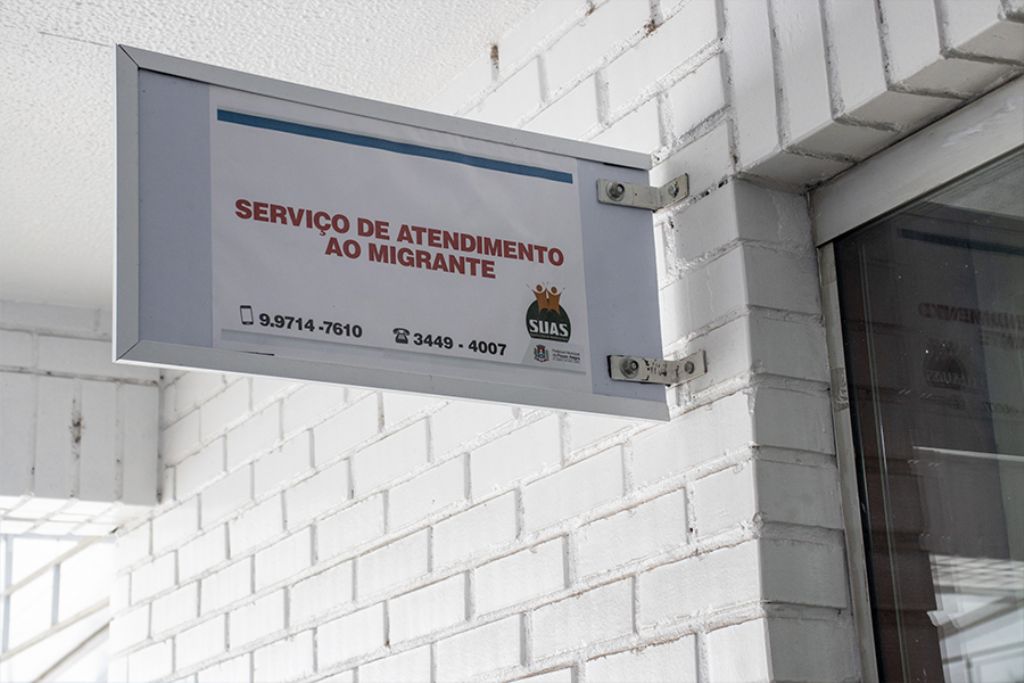 SERVIÇO DE ATENDIMENTO
AO MIGRANTE
9.9714-7610
3449 - 4007
SUAS